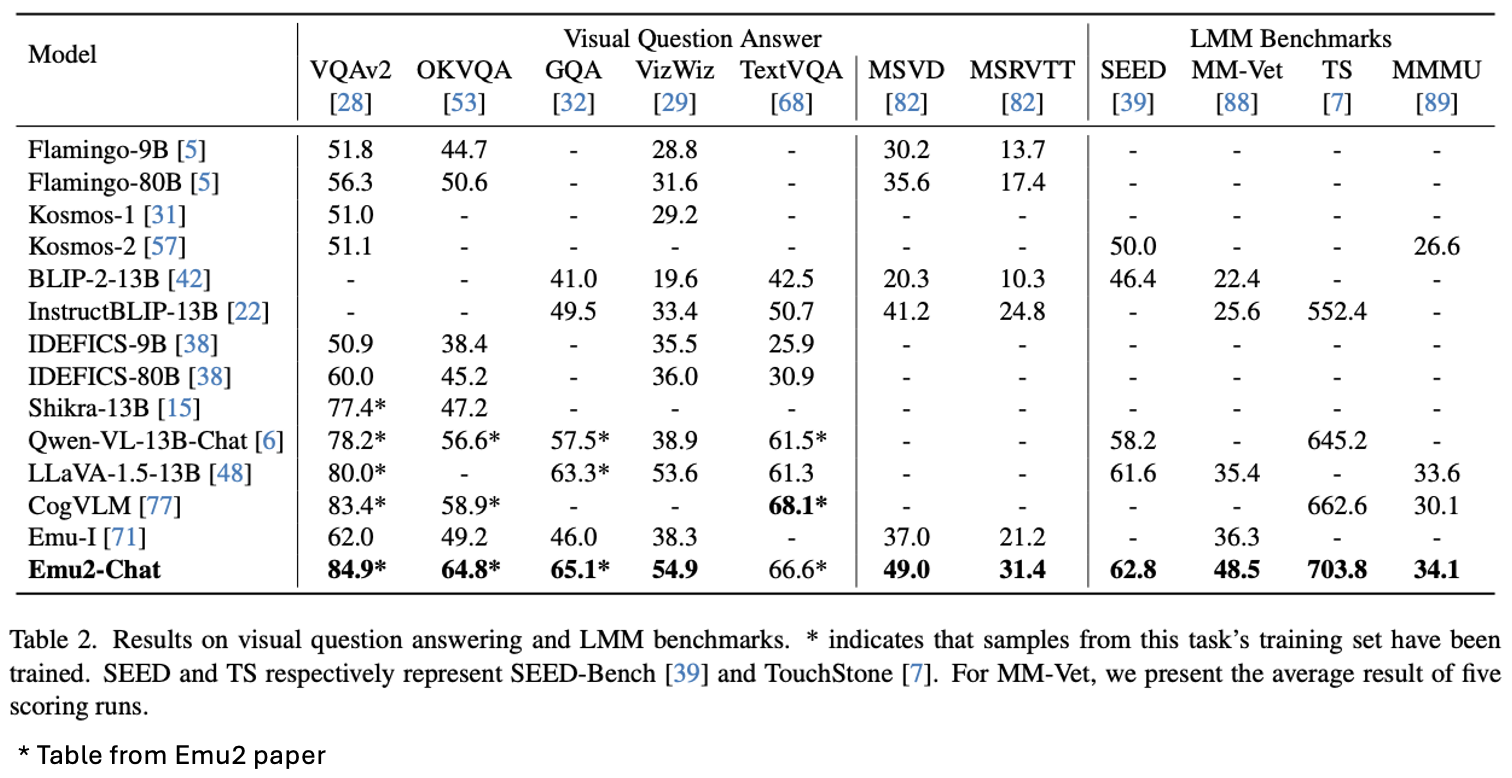 Model Visual Question Answer LMM Benchmarks
VQAv2 OKVQA GQA VizWiz TextVQA MSVD MSRVTT SEED MM-Vet TS MMMU
[28] [53] [32] [29] [68] [82] [82] [39] [88] [7] [89]
Flamingo-9B [5] 51.8 44.7 - 28.8 - 30.2 13.7 - - - -
Flamingo-80B [5] 56.3 50.6 - 31.6 - 35.6 17.4 - - - -
Kosmos-1 [31] 51.0 - - 29.2 - - - - - - -
Kosmos-2 [57] 51.1 - - - - - - 50.0 - - 26.6
BLIP-2-13B [42] - - 41.0 19.6 42.5 20.3 10.3 46.4 22.4 - -
InstructBLIP-13B [22] - - 49.5 33.4 50.7 41.2 24.8 - 25.6 552.4 -
IDEFICS-9B [38] 50.9 38.4 - 35.5 25.9 - - - - - -
IDEFICS-80B [38] 60.0 45.2 - 36.0 30.9 - - - - - -
Shikra-13B [15] 77.4* 47.2 - - - - - - - - -
Qwen-VL-13B-Chat [6] 78.2* 56.6* 57.5* 38.9 61.5* - - 58.2 - 645.2 -
LLaVA-1.5-13B [48] 80.0* - 63.3* 53.6 61.3 - - 61.6 35.4 - 33.6
CogVLM [77] 83.4* 58.9* - - 68.1* - - - - 662.6 30.1
Emu-I [71] 62.0 49.2 46.0 38.3 - 37.0 21.2 - 36.3 - -
Emu2-Chat 84.9* 64.8* 65.1* 54.9 66.6* 49.0 31.4 62.8 48.5 703.8 34.1
Table 2. Results on visual question answering and LMM benchmarks. * indicates that samples from this task's training set have been
trained. SEED and TS respectively represent SEED-Bench [39] and TouchStone [7]. For MM-Vet, we present the average result of five
scoring runs.
* Table from Emu2 paper